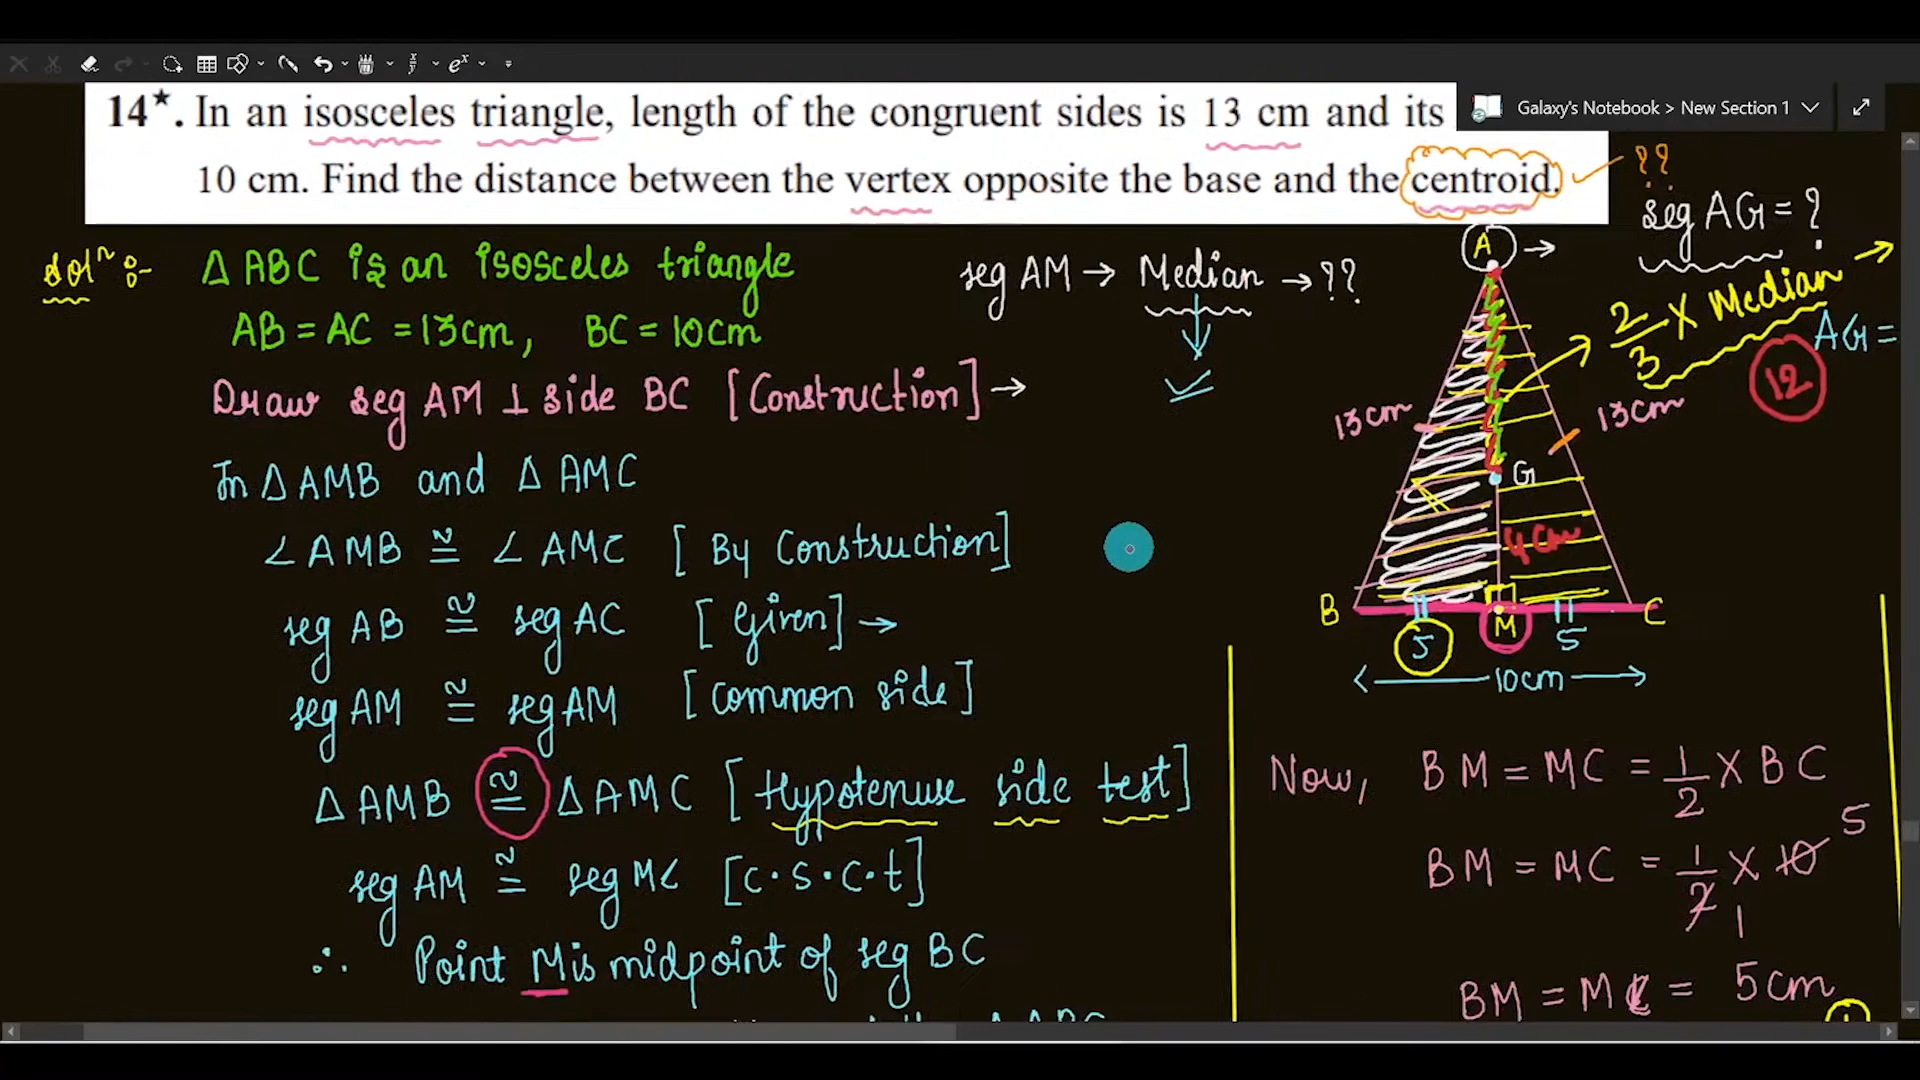 14★. In an isosceles triangle, length of the congruent sides is 13 cm and its
10 cm. Find the distance between the vertex opposite the base and the centroid.
Galaxy's Notebook > New Section 1
??
seg AG = ?
Solⁿ :-
Δ ABC is an isosceles triangle
AB = AC = 13cm, BC = 10cm
Draw seg AM ⊥ side BC [Construction] →
In Δ AMB and Δ AMC
∠ AMB ≅ ∠ AMC [By Construction]
seg AB ≅ seg AC [Given] →
seg AM ≅ seg AM [Common side]
Δ AMB ≅ Δ AMC [Hypotenuse side test]
seg AM ≅ seg MC [c.s.c.t]
∴ Point M is midpoint of seg BC
seg AM → Median → ??
A →
2/3 × Median →
AG =
12
13cm
13cm
G
4cm
B M C
5 5
10cm
Now, BM = MC = 1/2 × BC
BM = MC = 1/2 × 10 5
1
BM = MC = 5cm